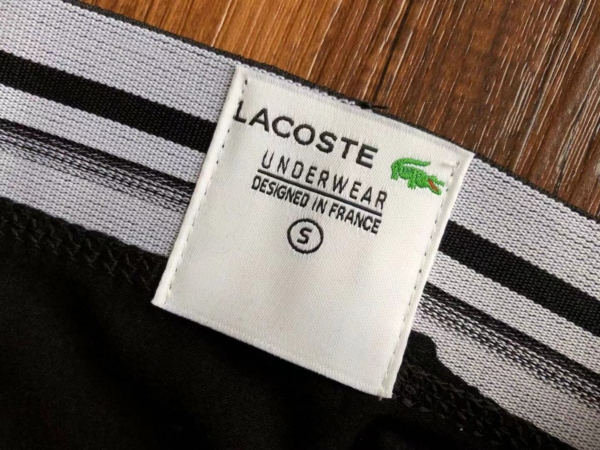 LACOSTE
UNDERWEAR
DESIGNED IN FRANCE
S